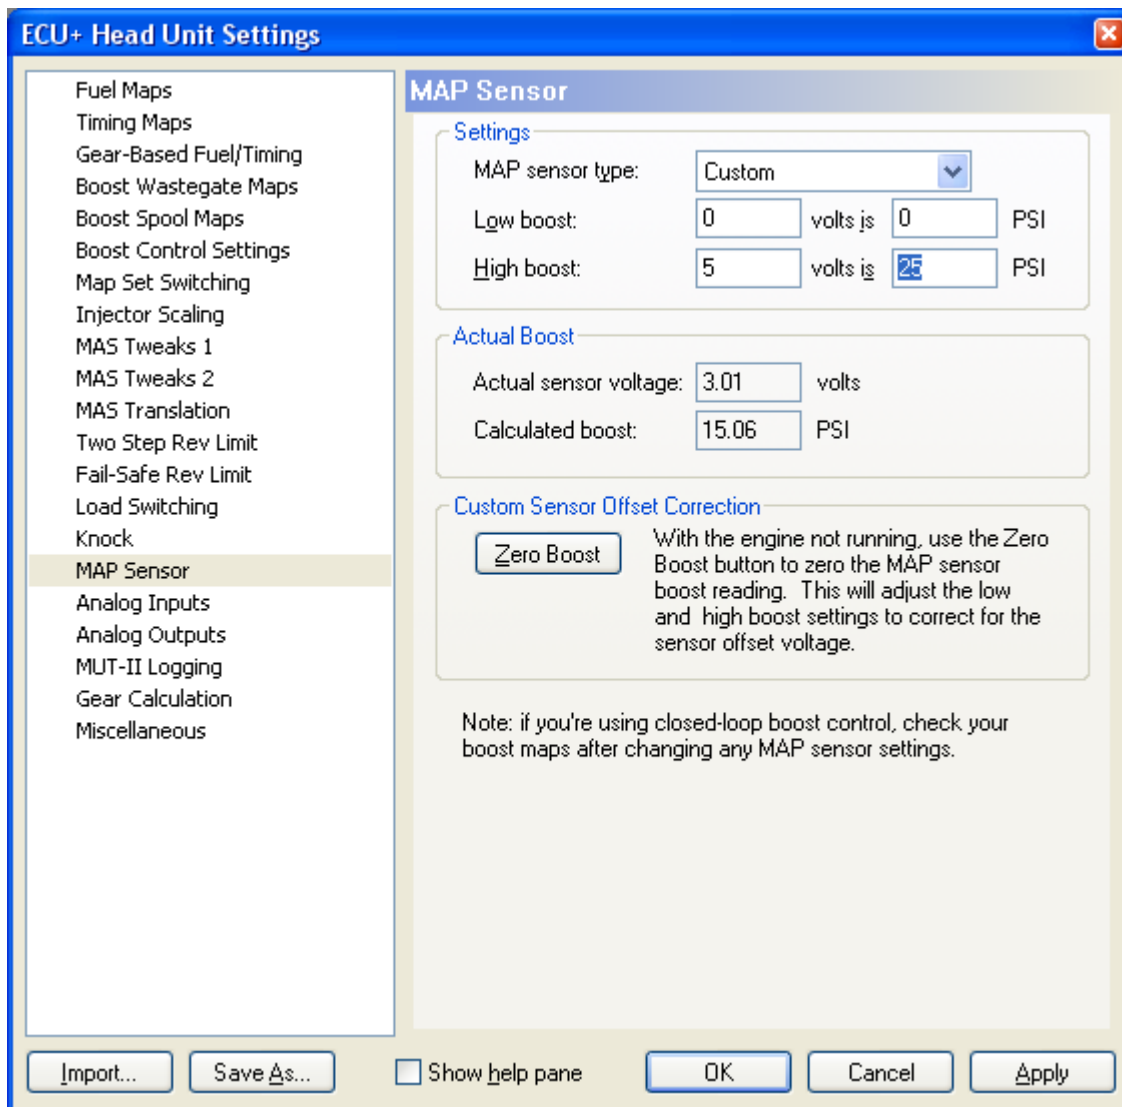 ECU+ Head Unit Settings
Fuel Maps
Timing Maps
Gear-Based Fuel/Timing
Boost Wastegate Maps
Boost Spool Maps
Boost Control Settings
Map Set Switching
Injector Scaling
MAS Tweaks 1
MAS Tweaks 2
MAS Translation
Two Step Rev Limit
Fail-Safe Rev Limit
Load Switching
Knock
MAP Sensor
Analog Inputs
Analog Outputs
MUT-II Logging
Gear Calculation
Miscellaneous
MAP Sensor
Settings
MAP sensor type: Custom
Low boost: 0 volts is 0 PSI
High boost: 5 volts is 25 PSI
Actual Boost
Actual sensor voltage: 3.01 volts
Calculated boost: 15.06 PSI
Custom Sensor Offset Correction
Zero Boost
With the engine not running, use the Zero
Boost button to zero the MAP sensor
boost reading. This will adjust the low
and high boost settings to correct for the
sensor offset voltage.
Note: if you're using closed-loop boost control, check your
boost maps after changing any MAP sensor settings.
Import... Save As... Show help pane OK Cancel Apply